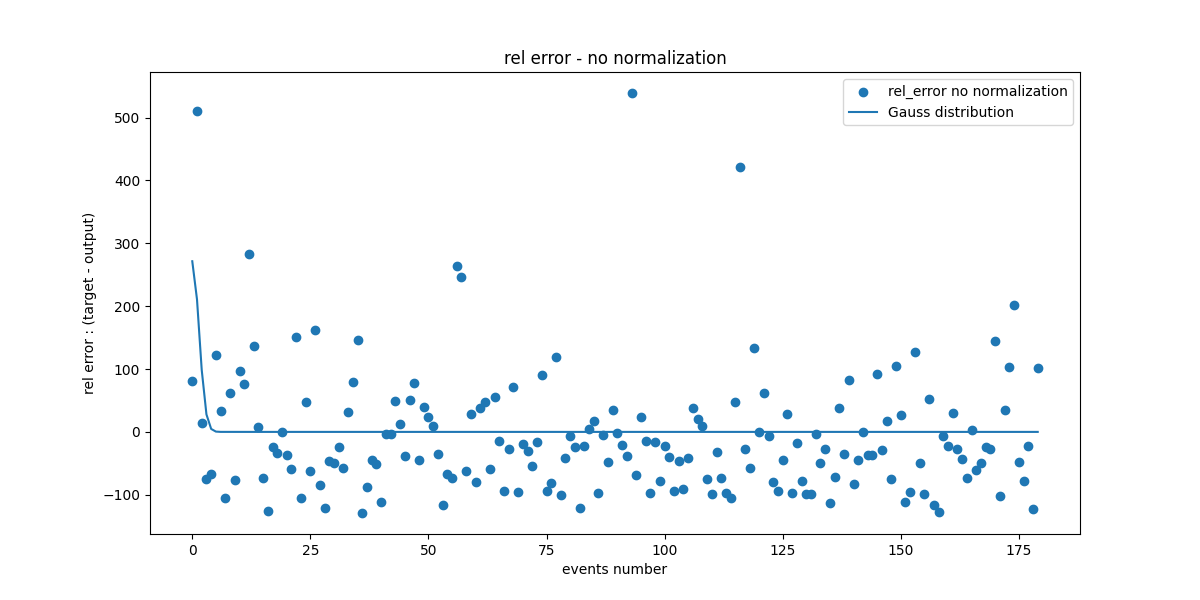 rel error - no normalization
rel_error no normalization
Gauss distribution
rel error : (target - output)
500
400
300
200
100
0
−100
0 25 50 75 100 125 150 175
events number